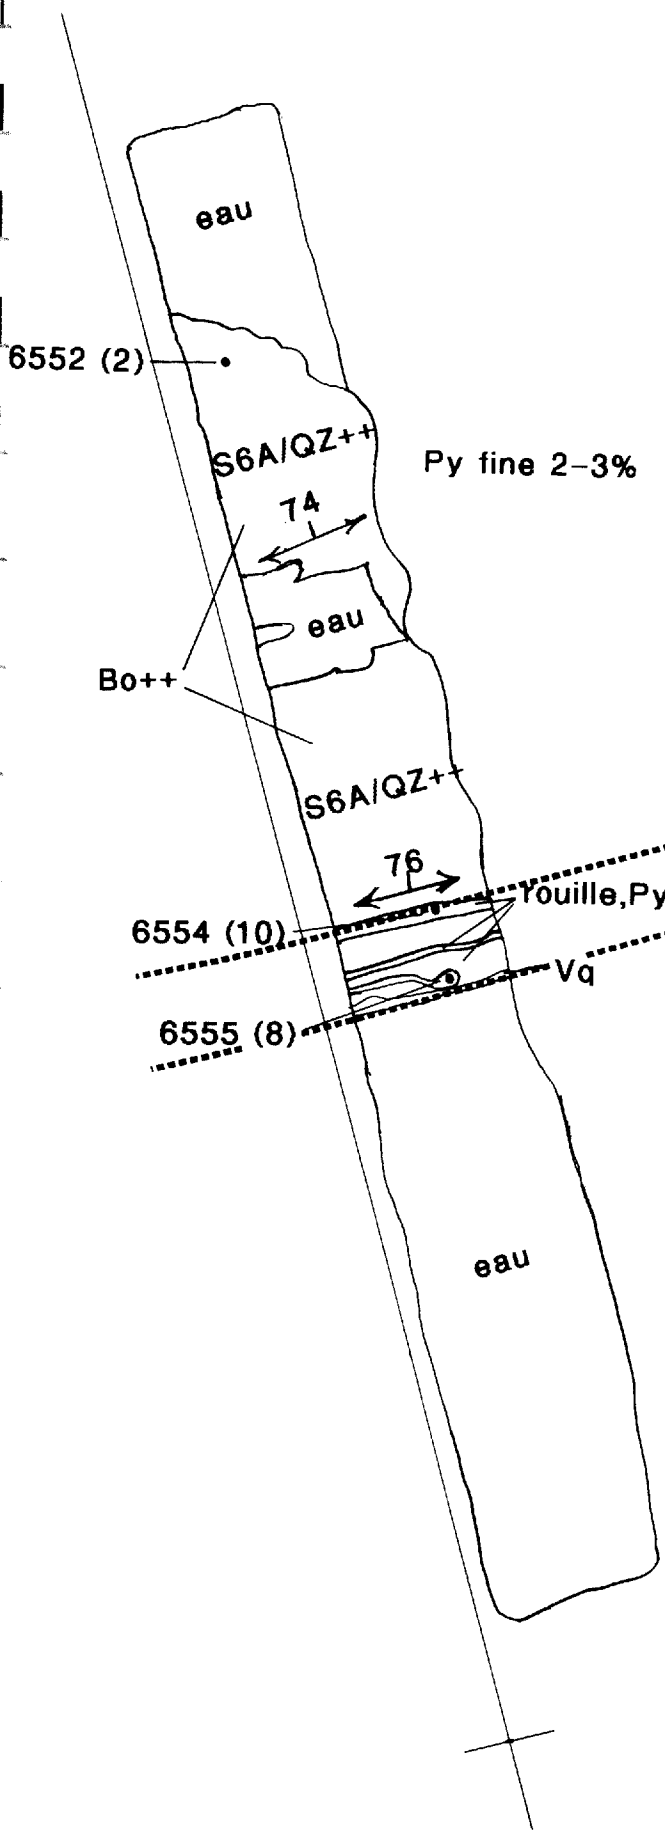 eau
6552 (2)
S6A/QZ++
Py fine 2-3%
74
eau
Bo++
S6A/QZ++
76
rouille,Py
6554 (10)
Vq
6555 (8)
eau